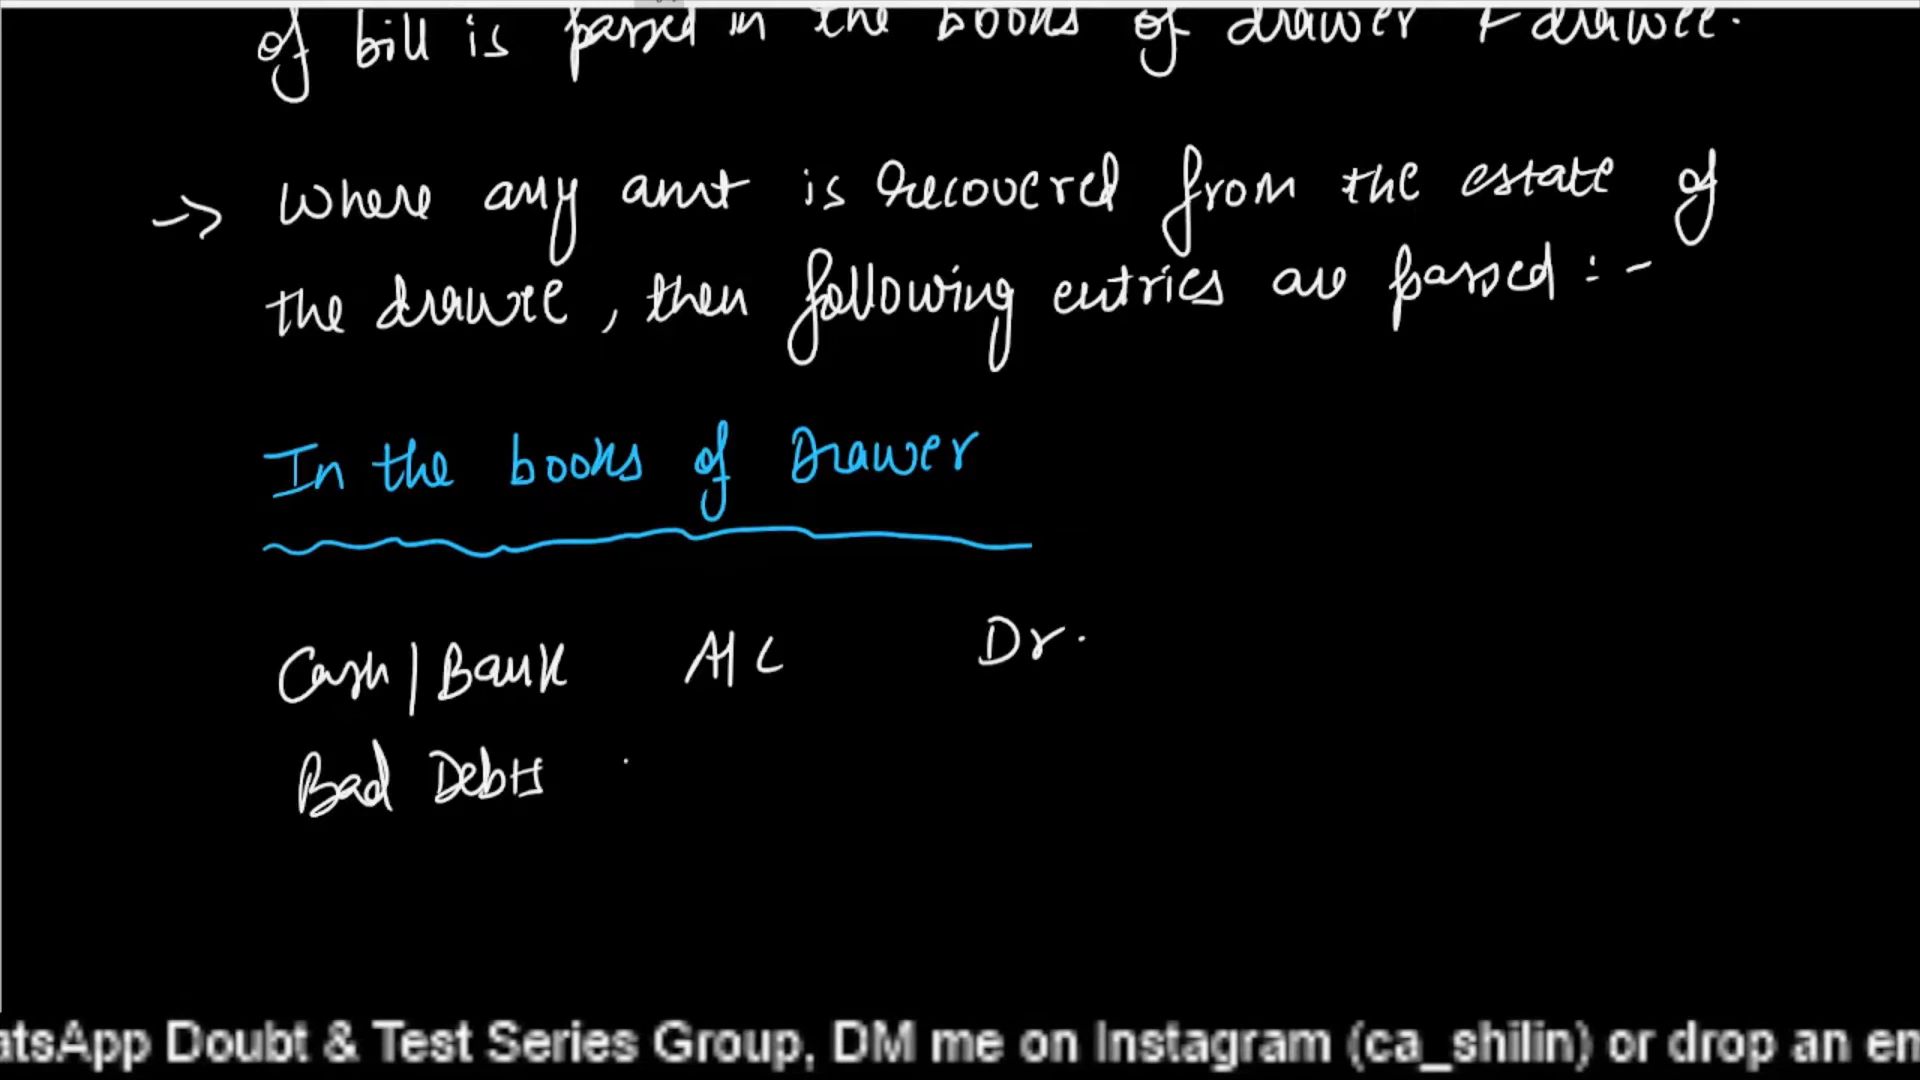 of bill is passed in the books of drawer + drawee.
-> Where any amt is recovered from the estate of
the drawee, then following entries are passed :-
In the books of Drawer
Cash | Bank A/c Dr.
Bad Debts
atsApp Doubt & Test Series Group, DM me on Instagram (ca_shilin) or drop an em